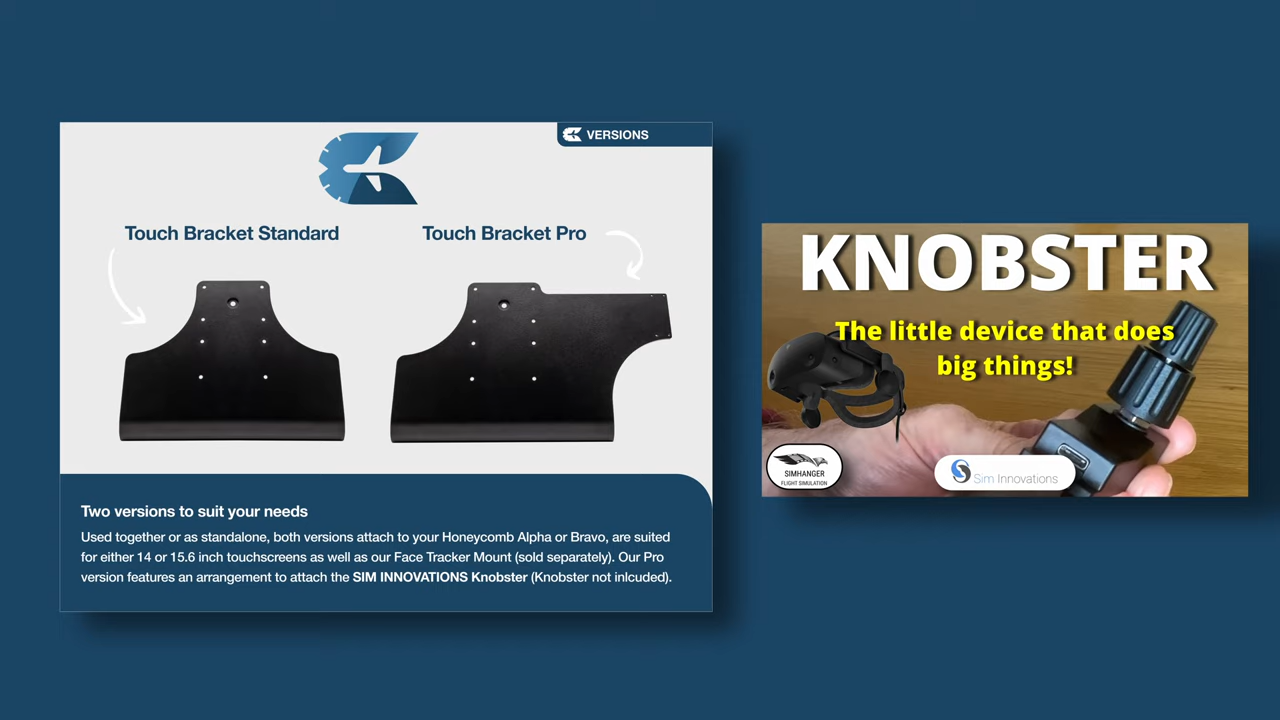 VERSIONS
Touch Bracket Standard
Touch Bracket Pro
Two versions to suit your needs
Used together or as standalone, both versions attach to your Honeycomb Alpha or Bravo, are suited
for either 14 or 15.6 inch touchscreens as well as our Face Tracker Mount (sold separately). Our Pro
version features an arrangement to attach the SIM INNOVATIONS Knobster (Knobster not inlcuded).
KNOBSTER
The little device that does
big things!
SIMHANGER
FLIGHT SIMULATION
Sim Innovations